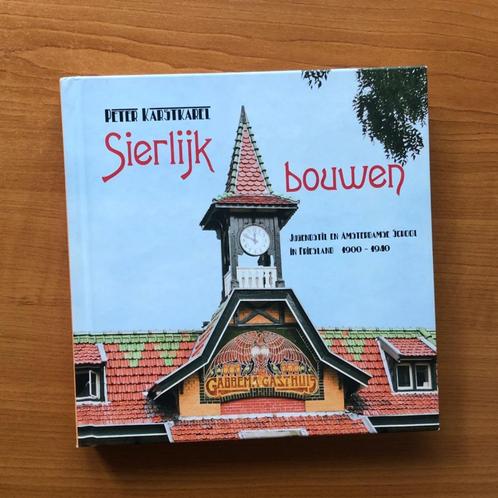 Peter Karstkarel
Sierlijk
bouwen
Jugendstil en Amsterdamse School
in Friesland 1900 - 1940
GABBEMA GASTHUIS